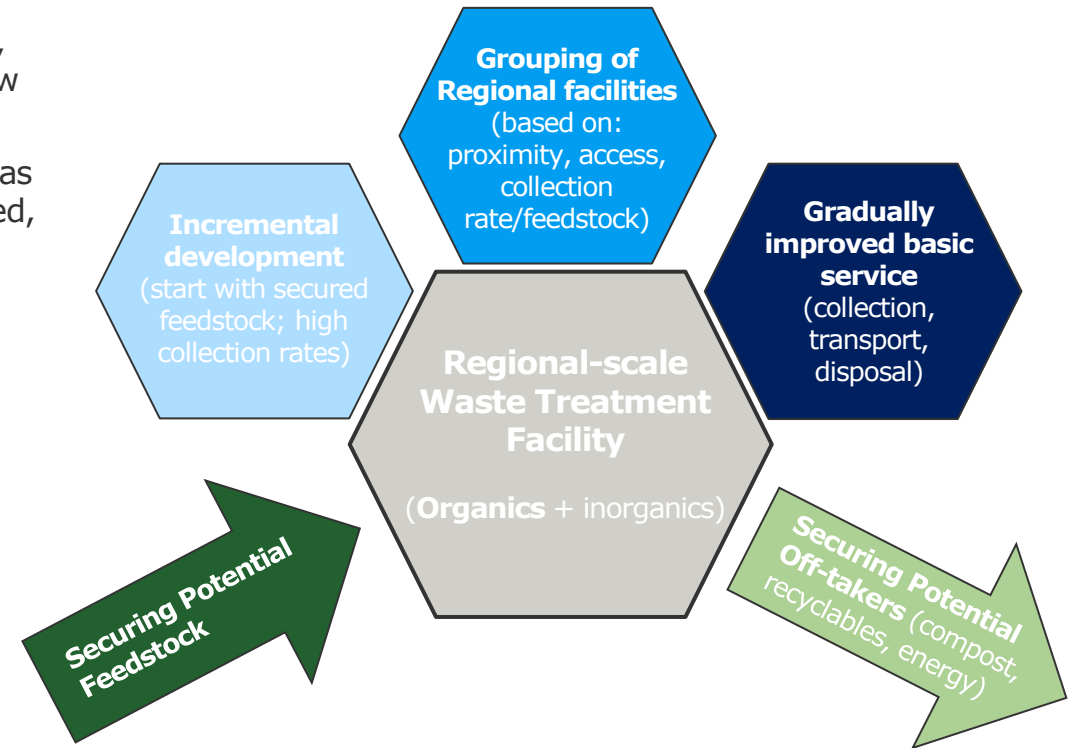 w
as
ed,
Grouping of
Regional facilities
(based on:
proximity, access,
collection
rate/feedstock)
Incremental
development
(start with secured
feedstock; high
collection rates)
Gradually
improved basic
service
(collection,
transport,
disposal)
Regional-scale
Waste Treatment
Facility
(Organics + inorganics)
Securing Potential
Feedstock
Securing Potential
Off-takers (compost,
recyclables, energy)